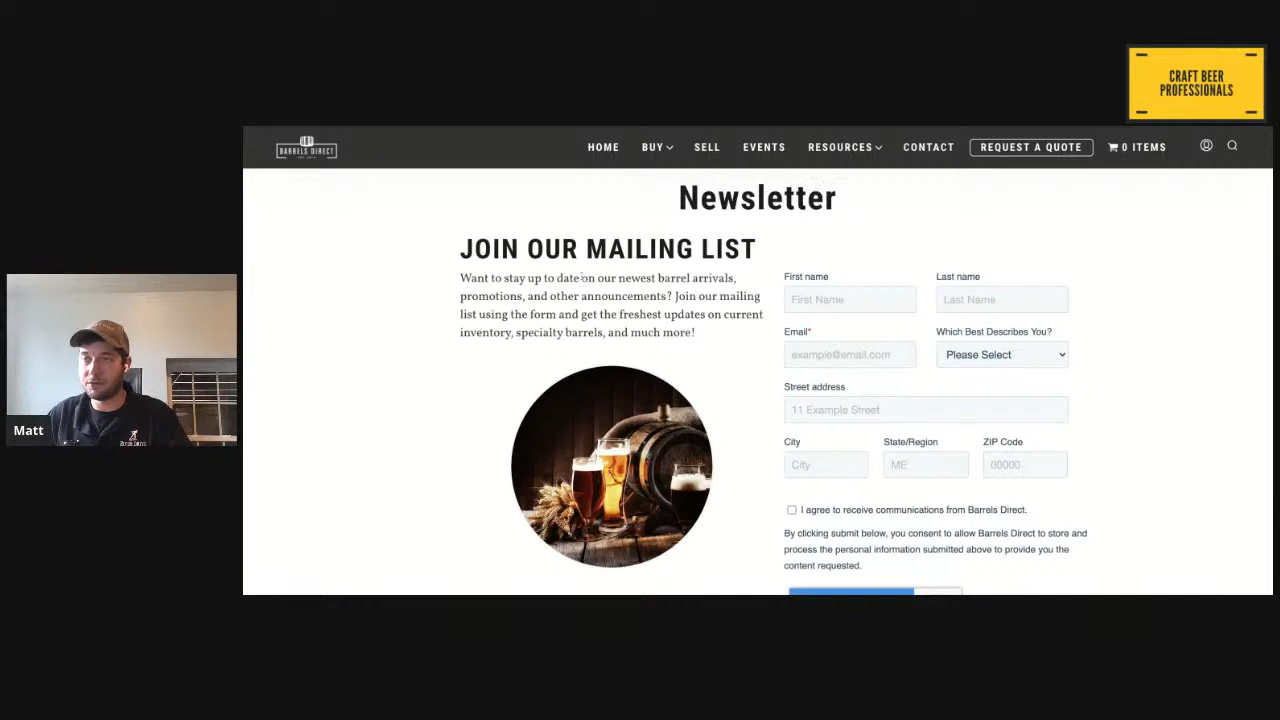 CRAFT BEER
PROFESSIONALS
BARRELS DIRECT
HOME
BUY
SELL
EVENTS
RESOURCES
CONTACT
REQUEST A QUOTE
0 ITEMS
Newsletter
JOIN OUR MAILING LIST
Want to stay up to date on our newest barrel arrivals,
promotions, and other announcements? Join our mailing
list using the form and get the freshest updates on current
inventory, specialty barrels, and much more!
First name
Last name
First Name
Last Name
Email*
Which Best Describes You?
example@email.com
Please Select
Street address
11 Example Street
City
State/Region
ZIP Code
City
ME
00000
I agree to receive communications from Barrels Direct.
By clicking submit below, you consent to allow Barrels Direct to store and
process the personal information submitted above to provide you the
content requested.
Matt